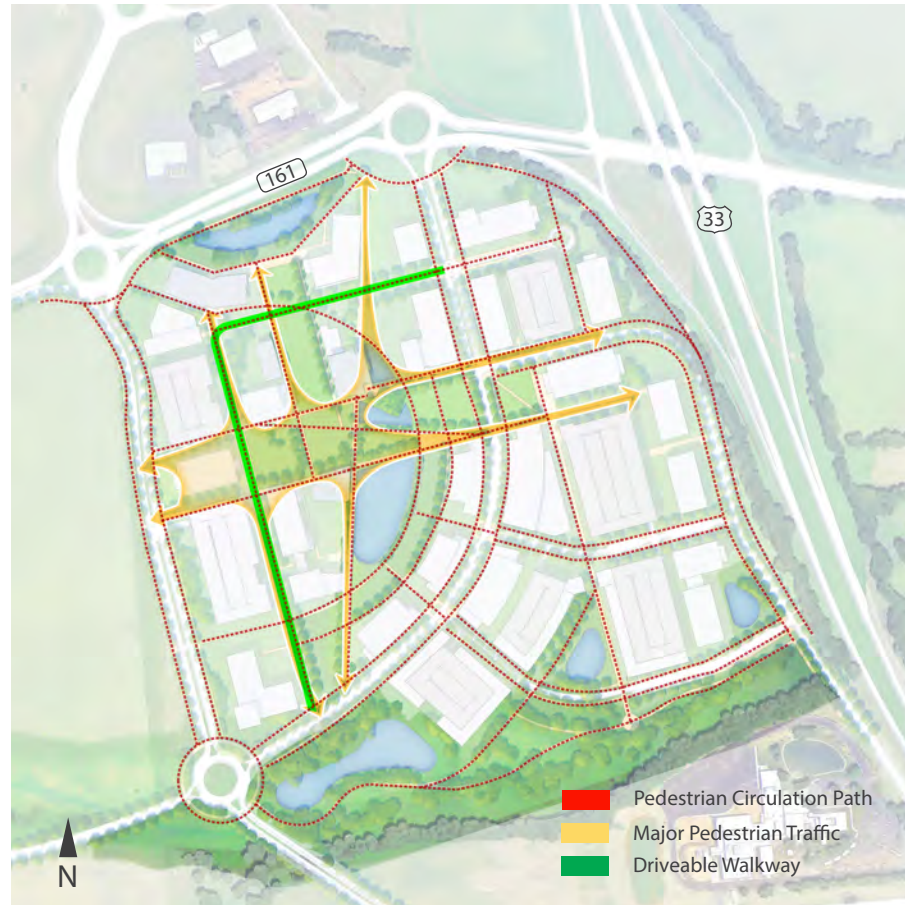 161
33
Pedestrian Circulation Path
Major Pedestrian Traffic
Driveable Walkway
N